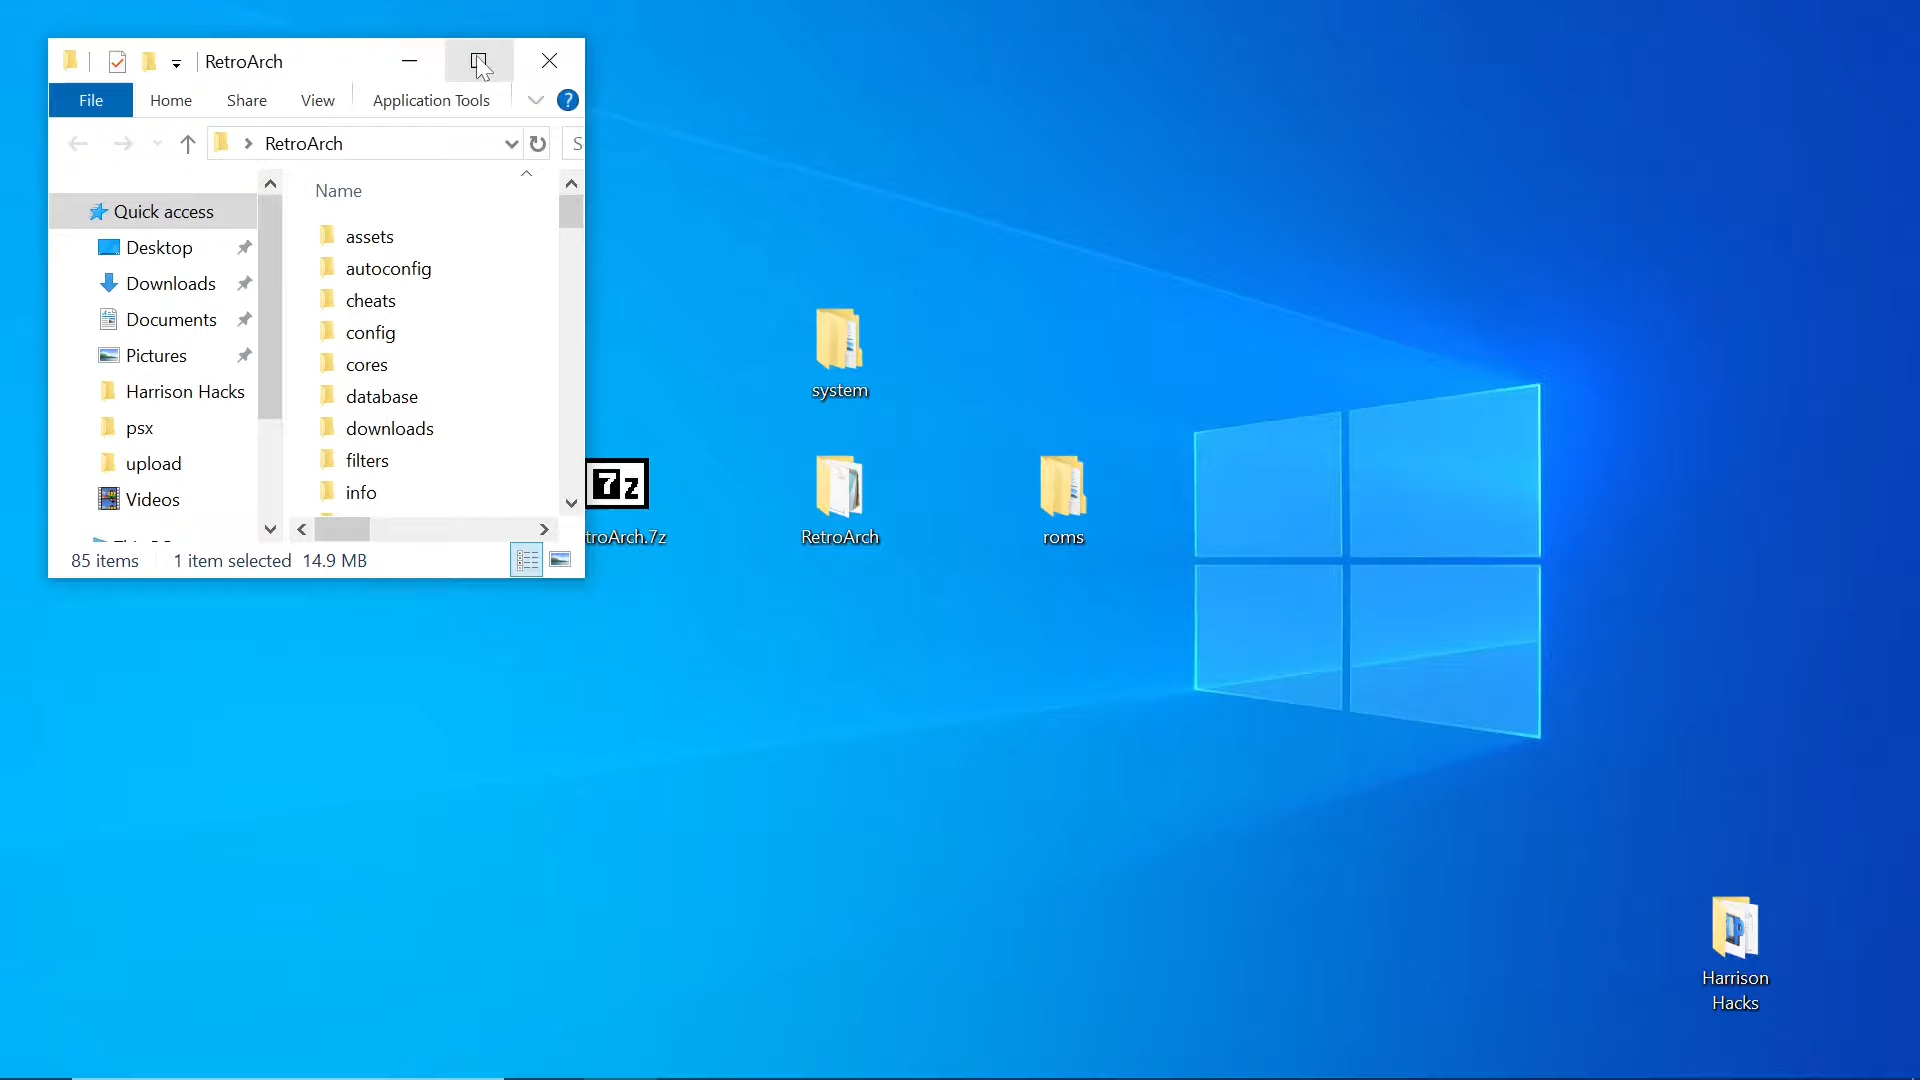 RetroArch
File Home Share View Application Tools ?
RetroArch S
Name
Quick access
Desktop
Downloads
Documents
Pictures
Harrison Hacks
psx
upload
Videos
assets
autoconfig
cheats
config
cores
database
downloads
filters
info
85 items 1 item selected 14.9 MB
system
7z
troArch.7z
RetroArch
roms
Harrison
Hacks